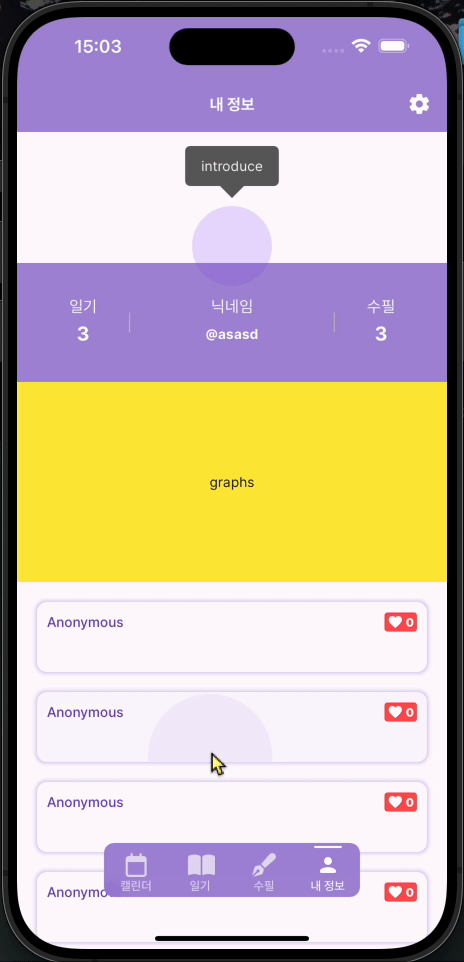 15:03
내 정보
introduce
일기
닉네임
수필
3
@asasd
3
graphs
Anonymous
0
Anonymous
0
Anonymous
0
Anonymo
0
캘린더
일기
수필
내 정보